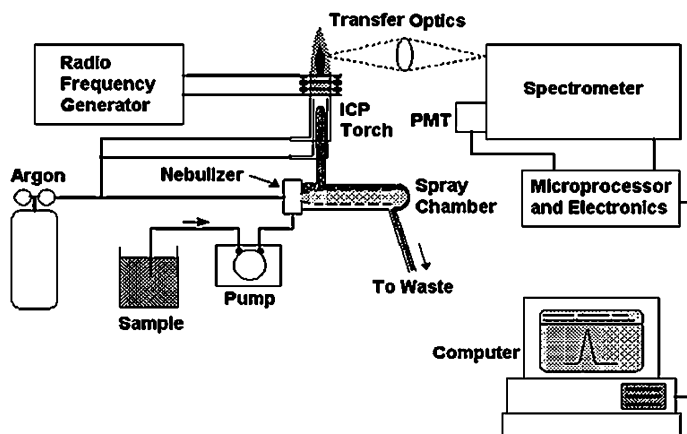 Transfer Optics
Radio
Frequency
Generator
ICP
Torch
Spectrometer
PMT
Argon
Nebulizer
Spray
Chamber
Microprocessor
and Electronics
Pump
To Waste
Sample
Computer